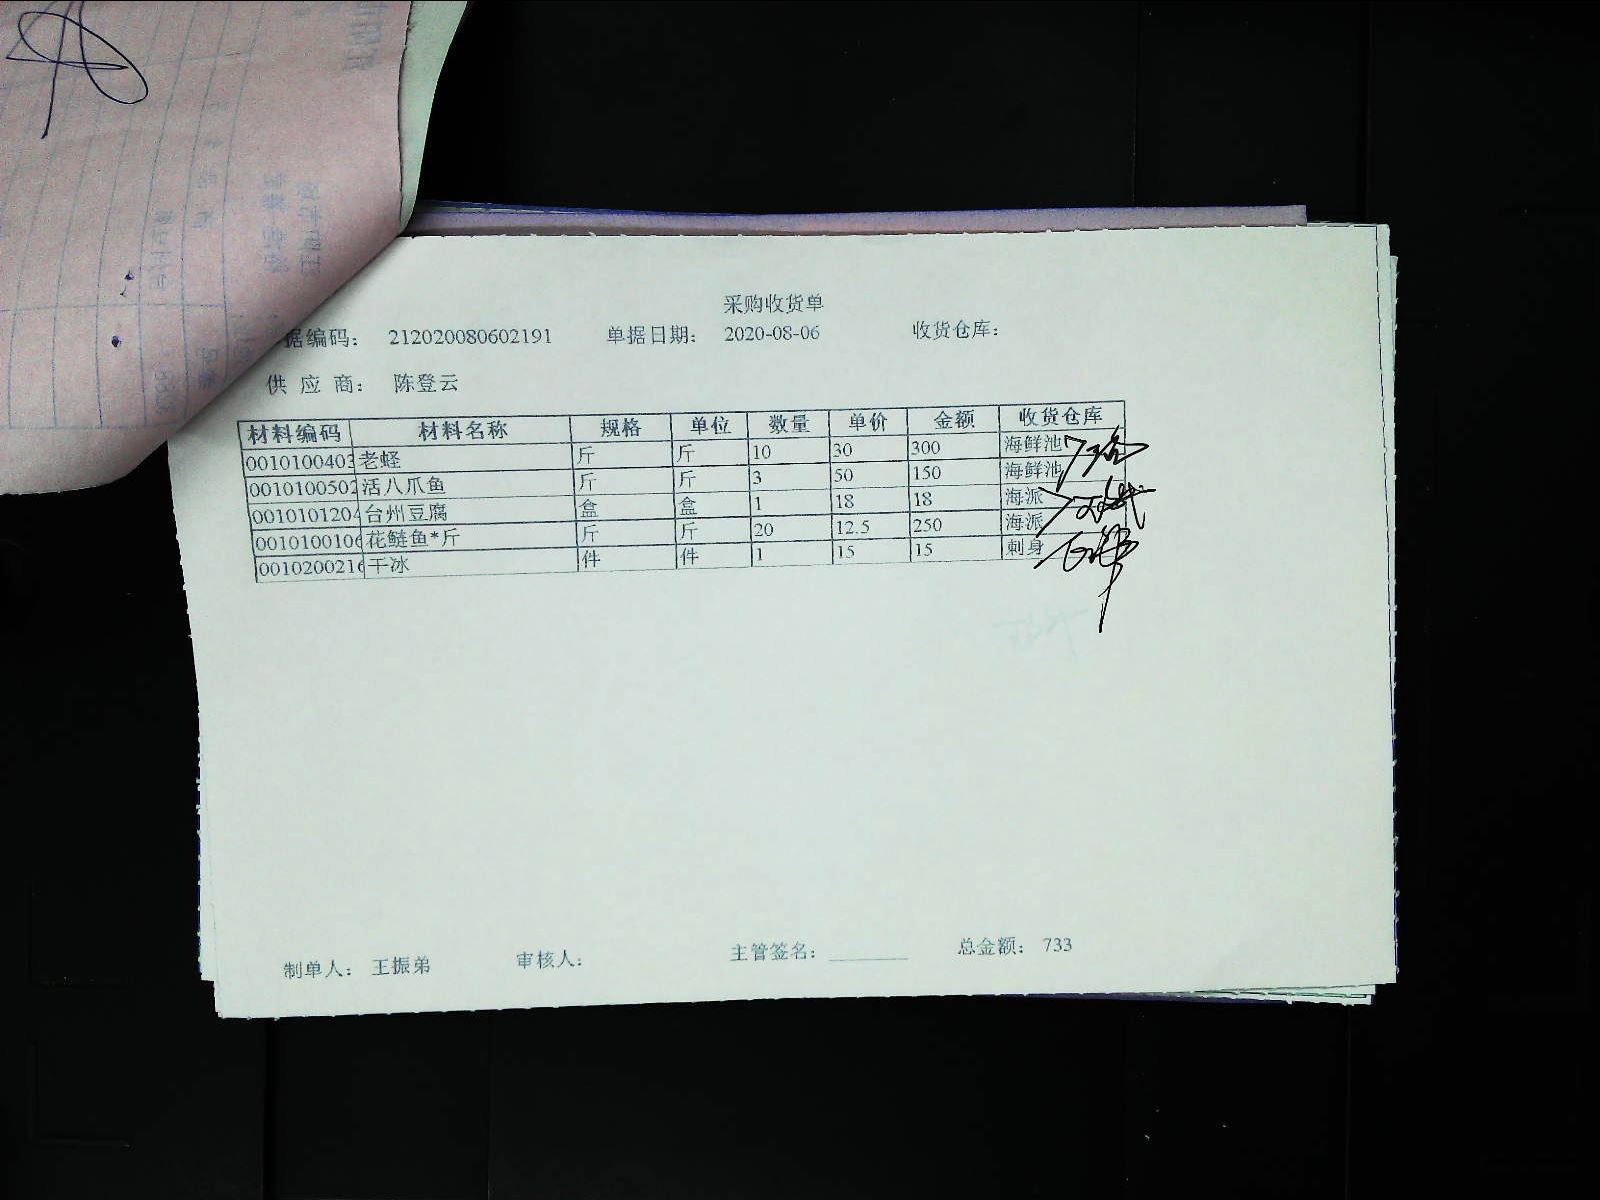 采购收货单
据编码： 212020080602191 单据日期： 2020-08-06 收货仓库：
供 应 商： 陈登云
材料编码 材料名称 规格 单位 数量 单价 金额 收货仓库
0010100403 老蛏 斤 斤 10 30 300 海鲜池
0010100502 活八爪鱼 斤 斤 3 50 150 海鲜池
0010101204 台州豆腐 盒 盒 1 18 18 海派
0010100106 花鲢鱼*斤 斤 斤 20 12.5 250 海派
0010200216 干冰 件 件 1 15 15 刺身
制单人： 王振弟 审核人： 主管签名： 总金额： 733